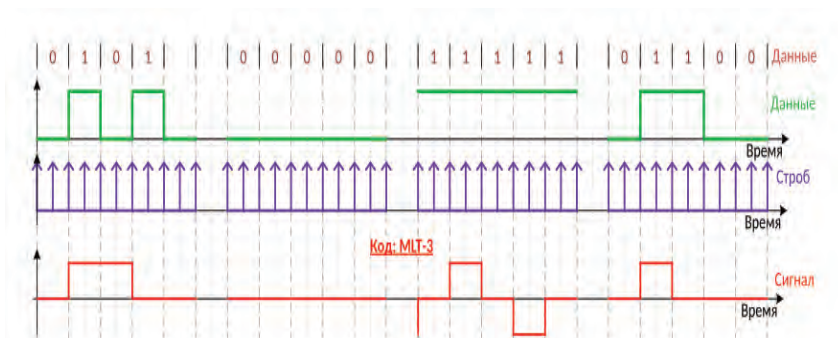 0 1 0 1 0 0 0 0 0 1 1 1 1 1 0 1 1 0 0 Данные
Данные
Время
Строб
Время
Код: MLT-3
Сигнал
Время